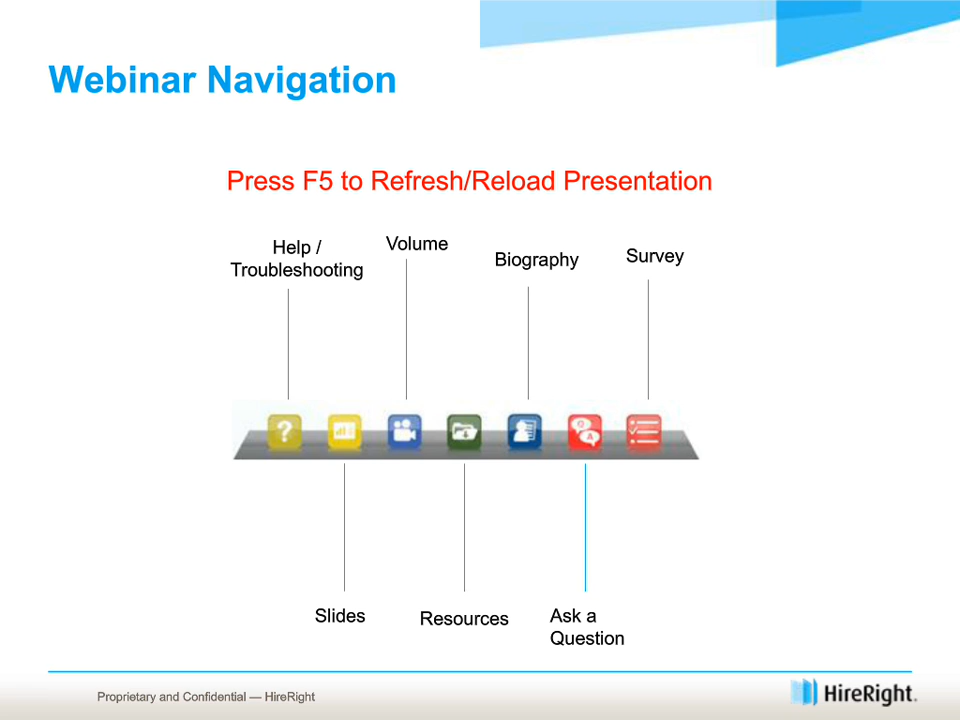 Webinar Navigation
Press F5 to Refresh/Reload Presentation
Help /
Troubleshooting
Volume
Biography
Survey
?
Q
A
Slides
Resources
Ask a
Question
Proprietary and Confidential — HireRight
HireRight.